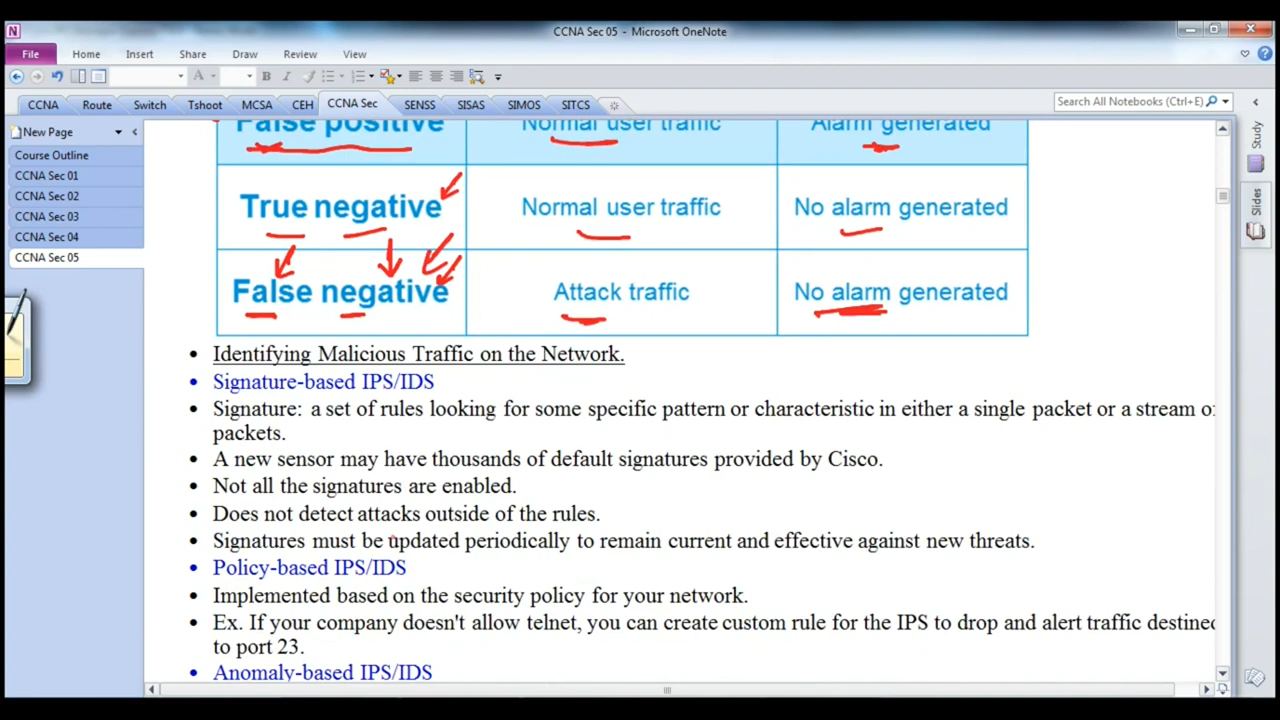 CCNA Sec 05 - Microsoft OneNote
File Home Insert Share Draw Review View
CCNA Route Switch Tshoot MCSA CEH CCNA Sec SENSS SISAS SIMOS SITCS
Search All Notebooks (Ctrl+E)
New Page
Course Outline
CCNA Sec 01
CCNA Sec 02
CCNA Sec 03
CCNA Sec 04
CCNA Sec 05
Study
Slides
False positive Normal user traffic Alarm generated
True negative Normal user traffic No alarm generated
False negative Attack traffic No alarm generated
• Identifying Malicious Traffic on the Network.
• Signature-based IPS/IDS
• Signature: a set of rules looking for some specific pattern or characteristic in either a single packet or a stream of
packets.
• A new sensor may have thousands of default signatures provided by Cisco.
• Not all the signatures are enabled.
• Does not detect attacks outside of the rules.
• Signatures must be updated periodically to remain current and effective against new threats.
• Policy-based IPS/IDS
• Implemented based on the security policy for your network.
• Ex. If your company doesn't allow telnet, you can create custom rule for the IPS to drop and alert traffic destined
to port 23.
• Anomaly-based IPS/IDS